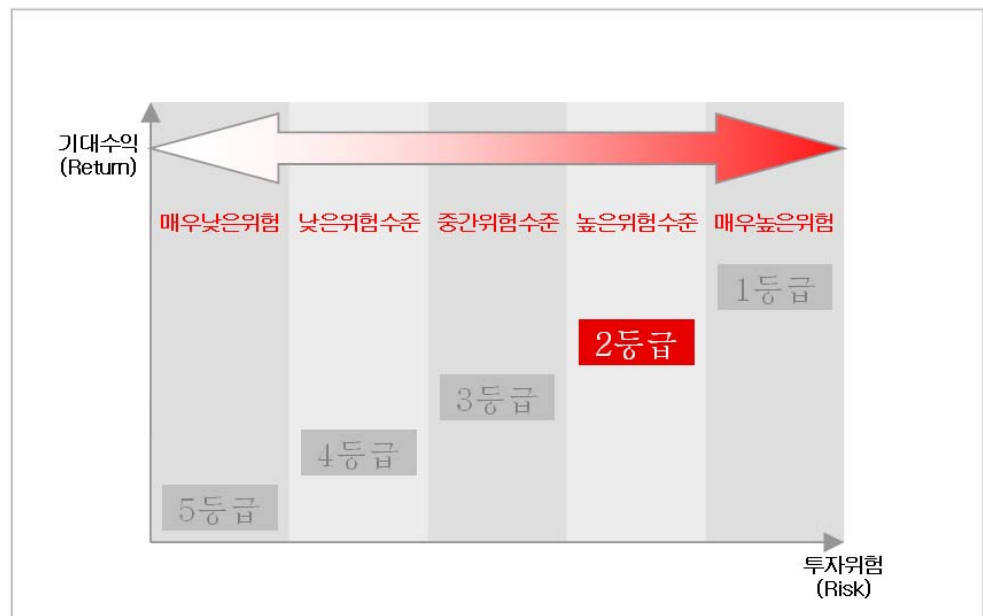 기대수익
(Return)
매우낮은위험 낮은위험수준 중간위험수준 높은위험수준 매우높은위험
1등급
2등급
3등급
4등급
5등급
투자위험
(Risk)